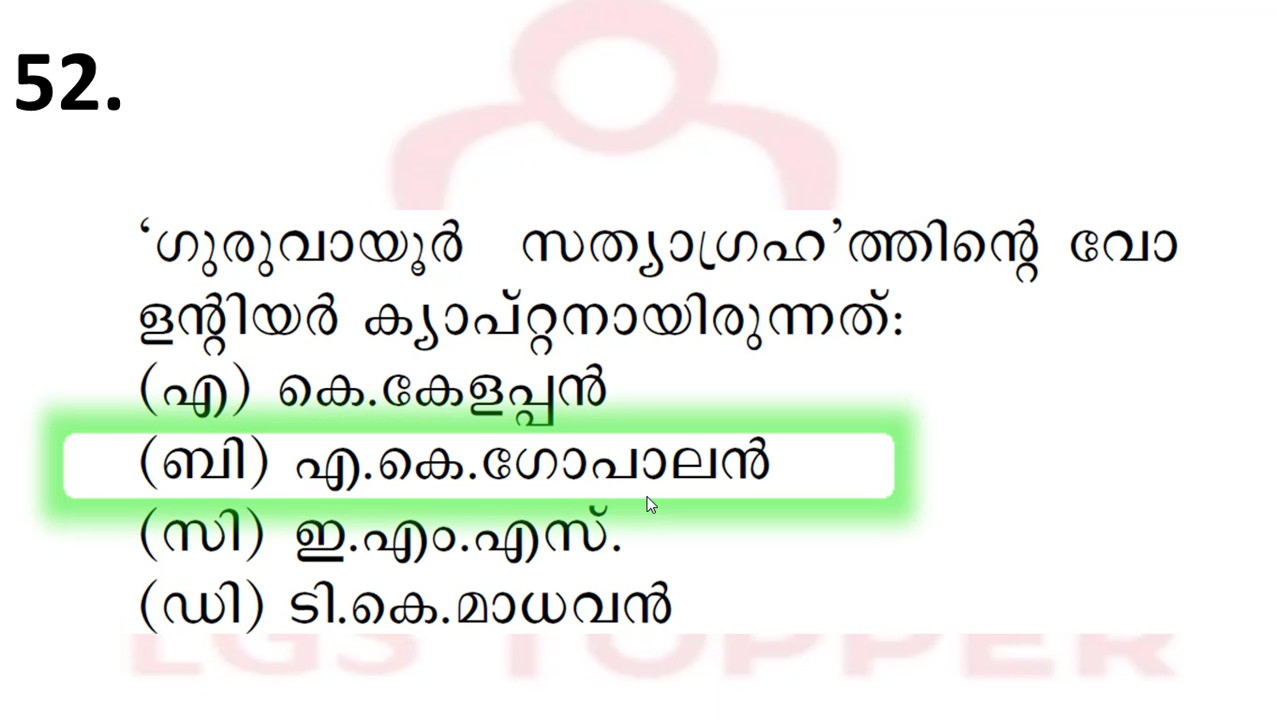 52.
‘ഗുരുവായൂർ സത്യാഗ്രഹ’ത്തിന്റെ വോ
ളന്റിയർ ക്യാപ്റ്റനായിരുന്നത്:
(എ) കെ.കേളപ്പൻ
(ബി) എ.കെ.ഗോപാലൻ
(സി) ഇ.എം.എസ്.
(ഡി) ടി.കെ.മാധവൻ
LGS TOPPER